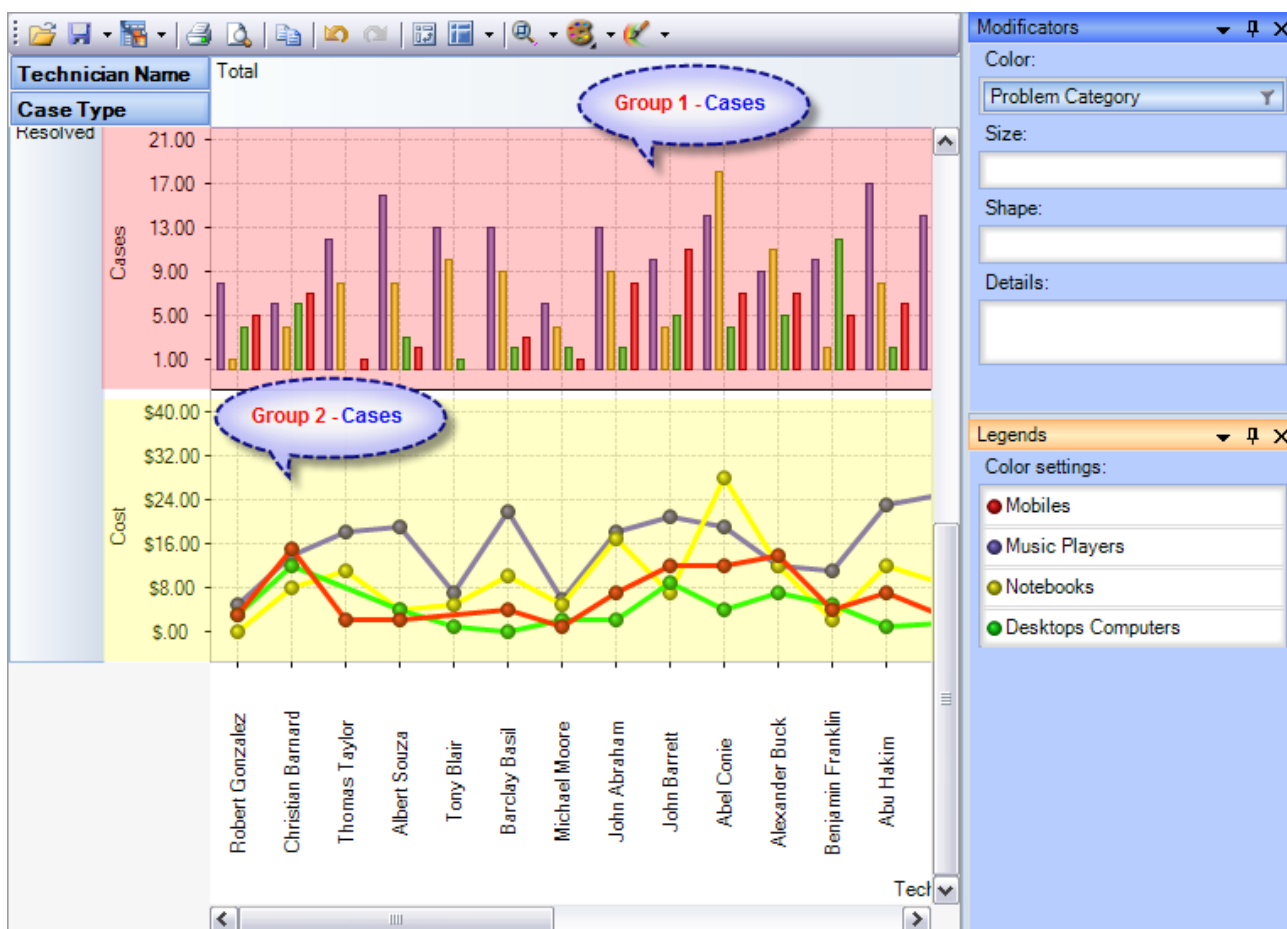 Technician Name
Case Type
Total
Resolved
Group 1 - Cases
Cases
21.00
17.00
13.00
9.00
5.00
1.00
Group 2 - Cases
Cost
$40.00
$32.00
$24.00
$16.00
$8.00
$.00
Robert Gonzalez
Christian Barnard
Thomas Taylor
Albert Souza
Tony Blair
Barclay Basil
Michael Moore
John Abraham
John Barrett
Abel Conie
Alexander Buck
Benjamin Franklin
Abu Hakim
Tech
Modificators
Color:
Problem Category
Size:
Shape:
Details:
Legends
Color settings:
Mobiles
Music Players
Notebooks
Desktops Computers